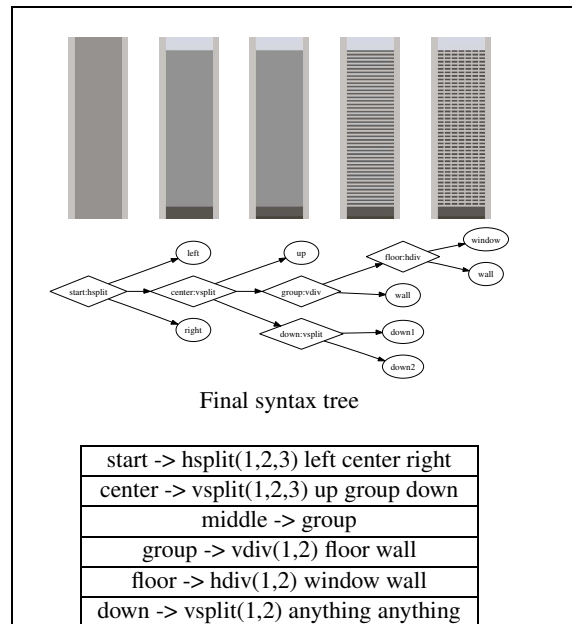 window
left
up
floor:hdiv
wall
start:hsplit
center:vsplit
group:vdiv
wall
right
down:vsplit
down1
down2
Final syntax tree
start -> hsplit(1,2,3) left center right
center -> vsplit(1,2,3) up group down
middle -> group
group -> vdiv(1,2) floor wall
floor -> hdiv(1,2) window wall
down -> vsplit(1,2) anything anything